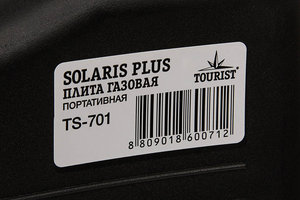 SOLARIS PLUS
ПЛИТА ГАЗОВАЯ
ПОРТАТИВНАЯ
TS-701
TOURIST
8 809018 600712